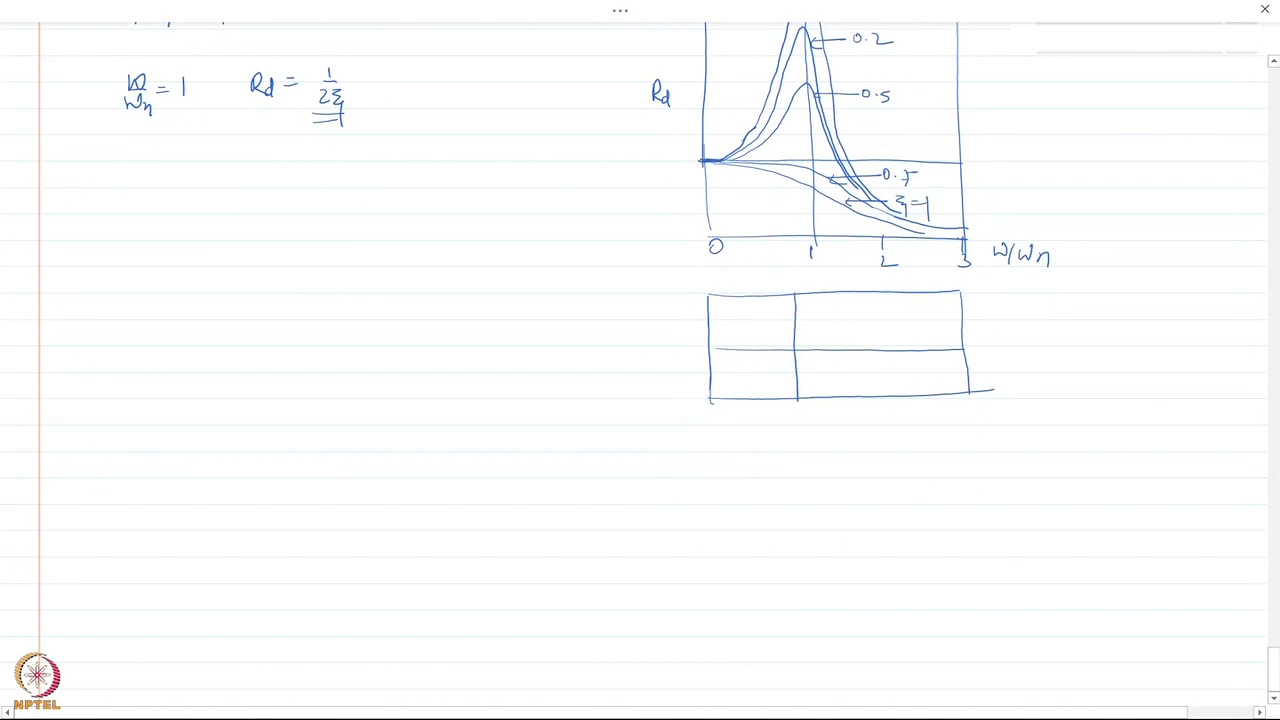 ω/ωn = 1    Rd = 1/2ξ
Rd
0.2
0.5
0.7
ξ=1
0 1 2 3 ω/ωn
NPTEL